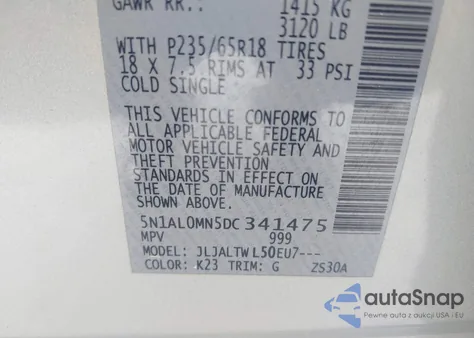 GAWR RR.: 1415 KG
3120 LB
WITH P235/65R18 TIRES
18 X 7.5 RIMS AT 33 PSI
COLD SINGLE
THIS VEHICLE CONFORMS TO
ALL APPLICABLE FEDERAL
MOTOR VEHICLE SAFETY AND
THEFT PREVENTION
STANDARDS IN EFFECT ON
THE DATE OF MANUFACTURE
SHOWN ABOVE.
5N1AL0MN5DC341475
MPV 999
MODEL: JLJALTWL50EU7---
COLOR: K23 TRIM: G ZS30A
autoSnap
Pewne auta z aukcji USA i EU